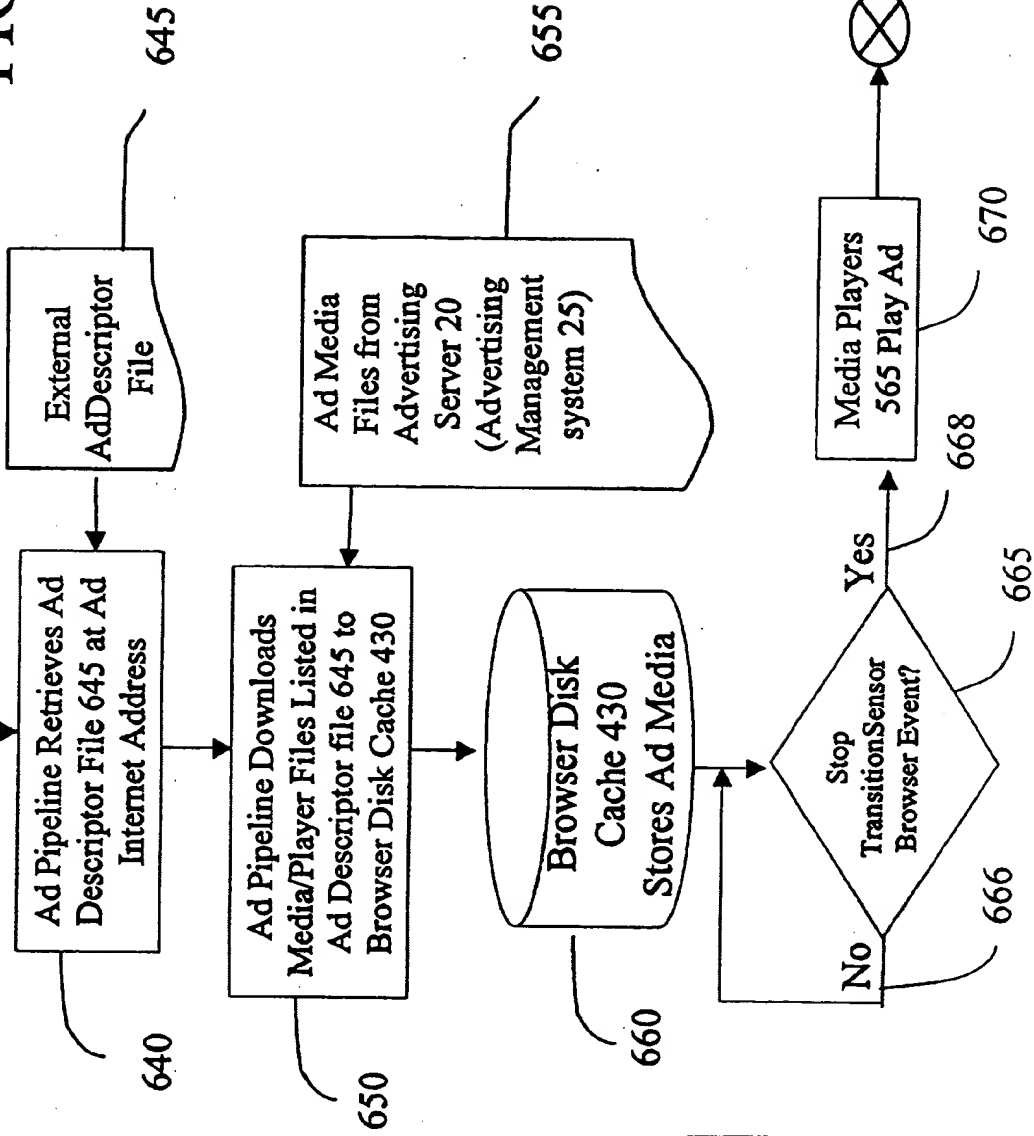 645
External
AdDescriptor
File
Ad Pipeline Retrieves Ad
Descriptor File 645 at Ad
Internet Address
640
655
Ad Media
Files from
Advertising
Server 20
(Advertising
Management
system 25)
Ad Pipeline Downloads
Media/Player Files Listed in
Ad Descriptor file 645 to
Browser Disk Cache 430
650
Browser Disk
Cache 430
Stores Ad Media
660
Stop
TransitionSensor
Browser Event?
665
No
666
Yes
668
Media Players
565 Play Ad
670